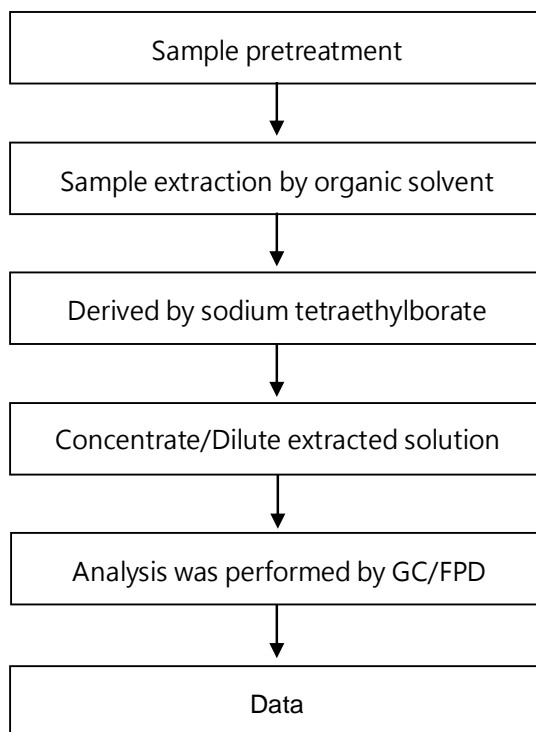 Sample pretreatment
Sample extraction by organic solvent
Derived by sodium tetraethylborate
Concentrate/Dilute extracted solution
Analysis was performed by GC/FPD
Data